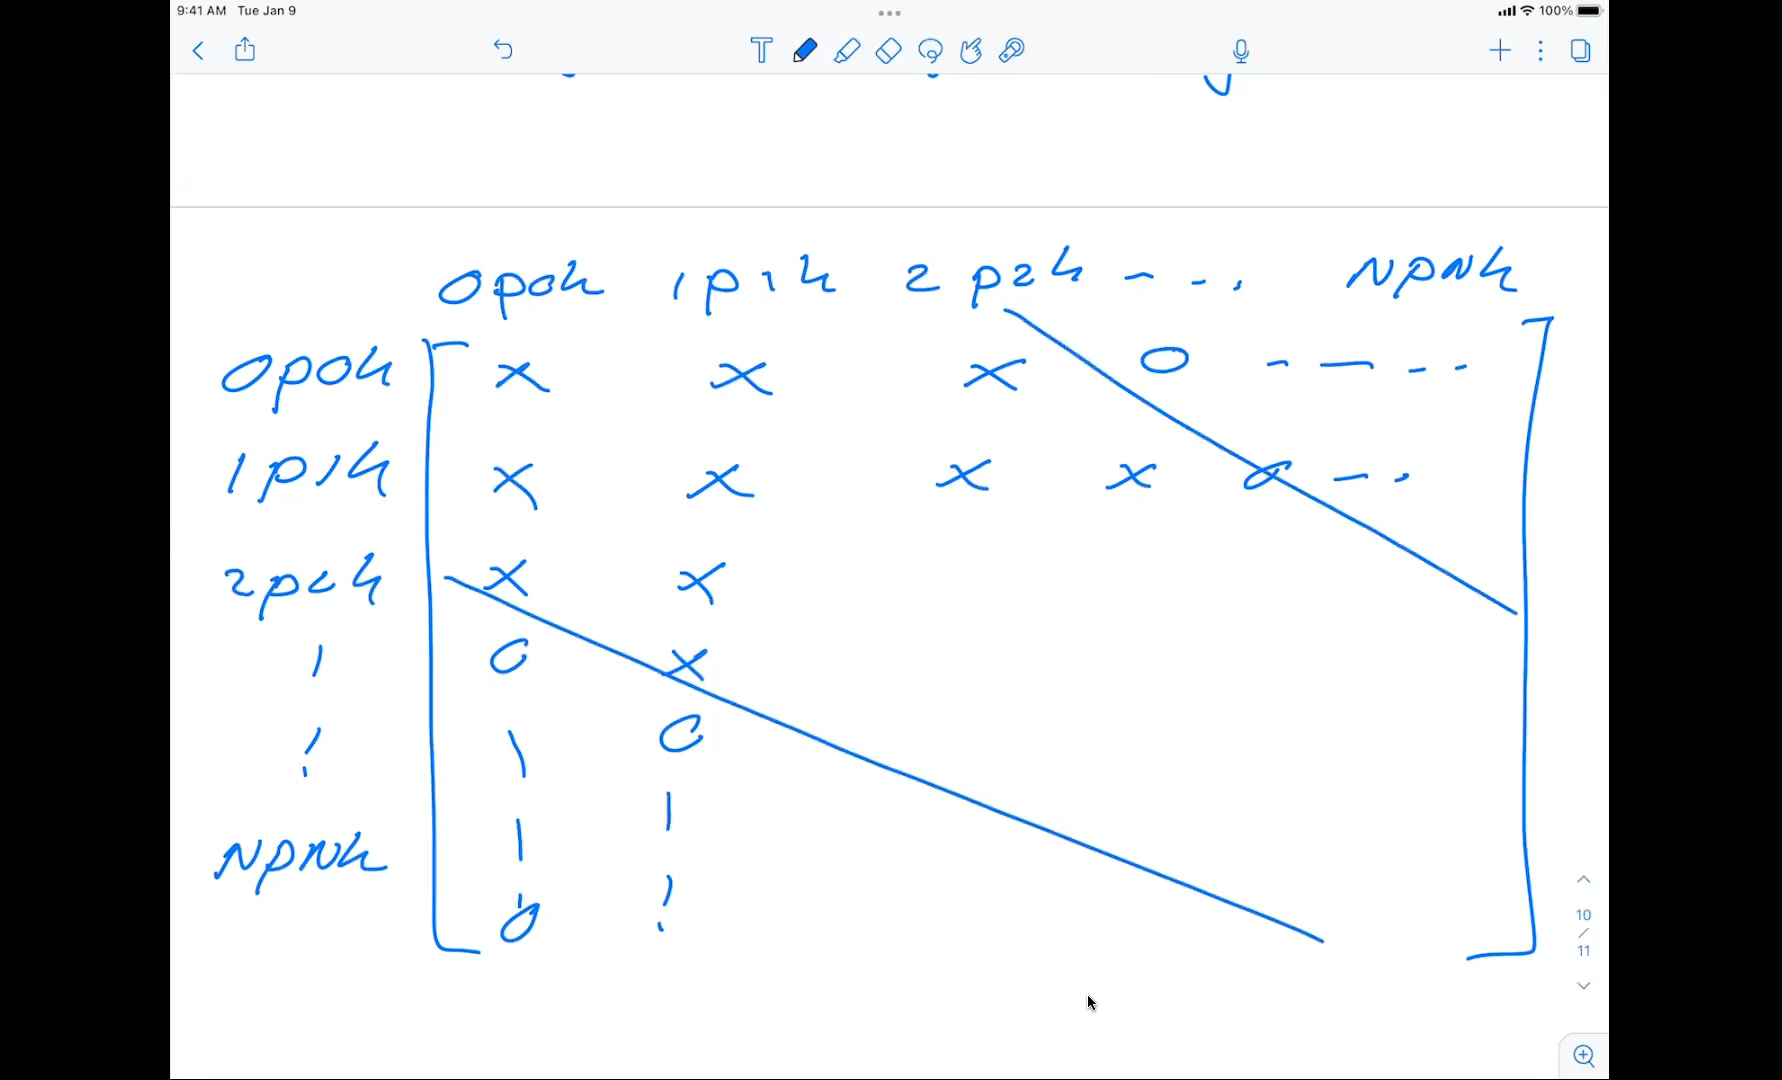 9:41 AM Tue Jan 9 100%
0p0h 1p1h 2p2h - - . . NpNh
0p0h x x x 0 - — - -
1p1h x x x x 0 — - .
2p2h x x
0 x
0
NpNh
0
10
/
11